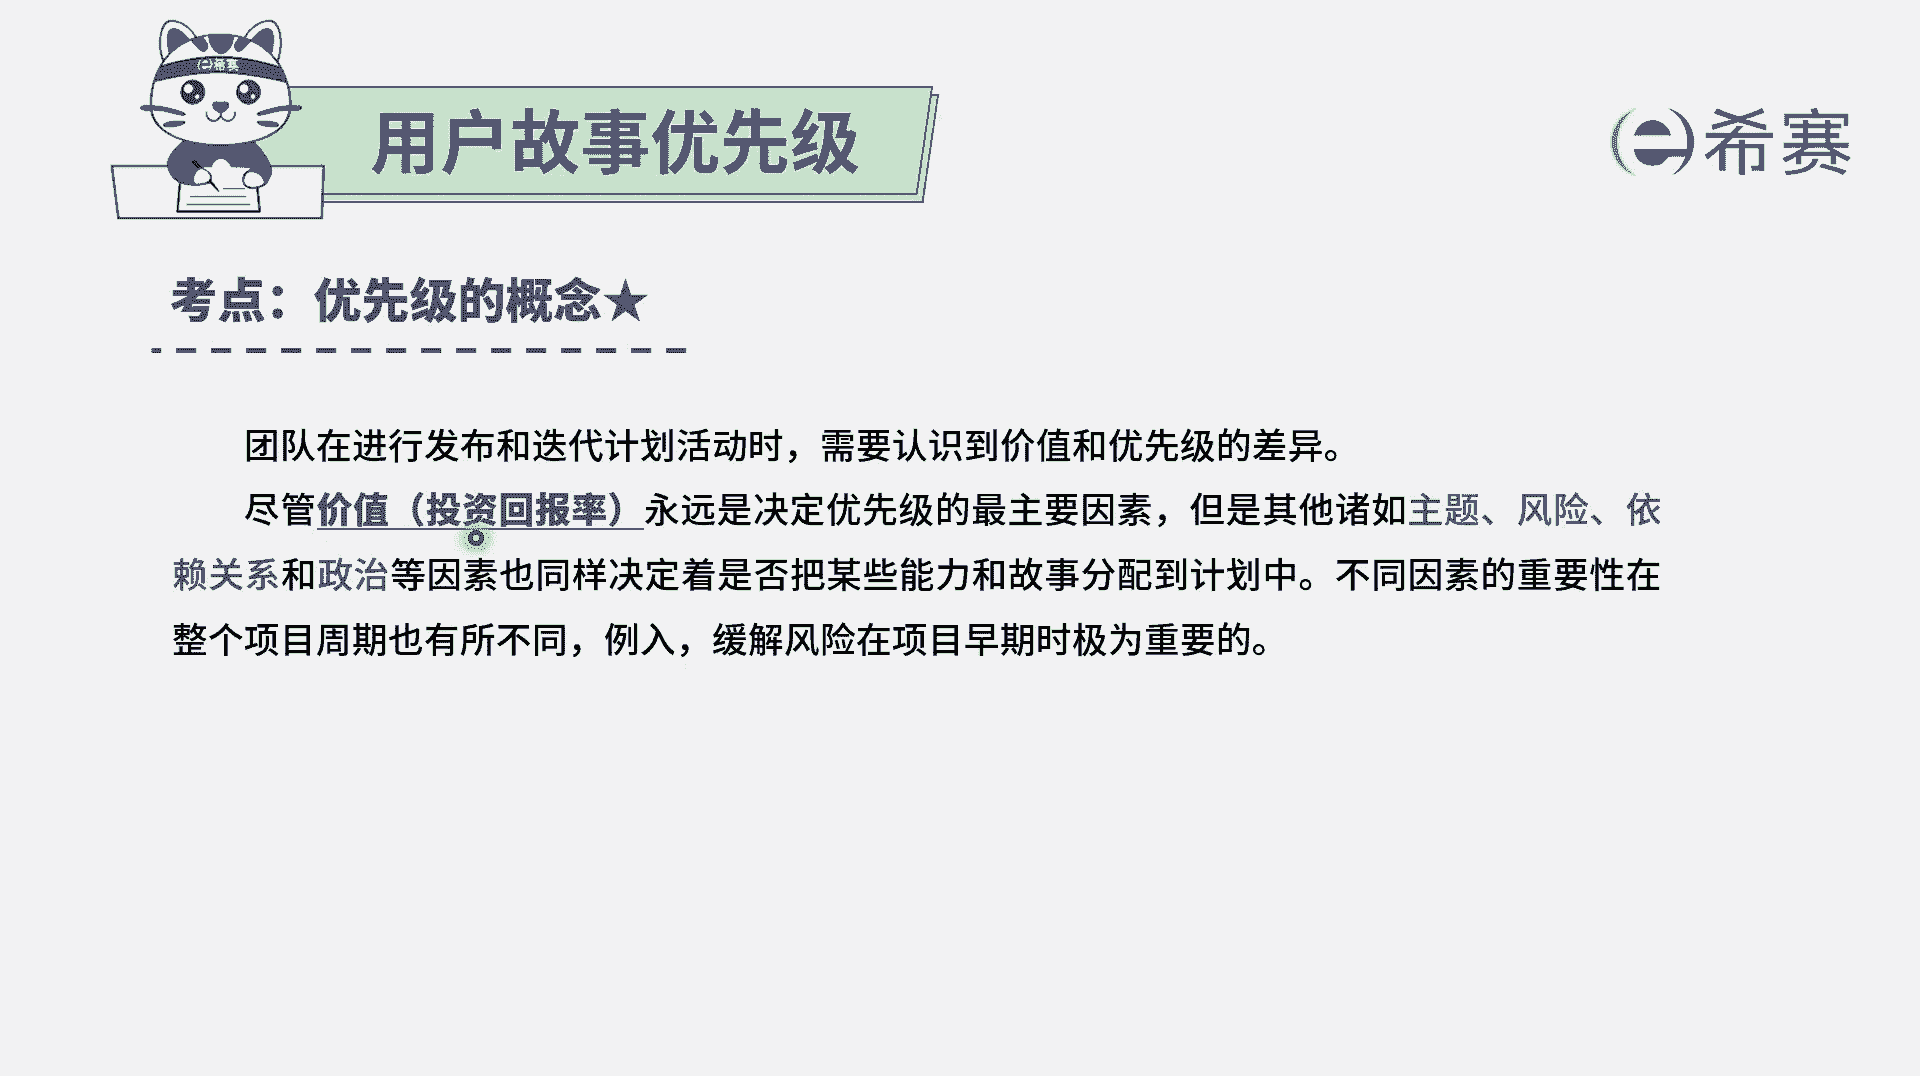 希赛
用户故事优先级
希赛
考点：优先级的概念★
团队在进行发布和迭代计划活动时，需要认识到价值和优先级的差异。
尽管价值（投资回报率）永远是决定优先级的最主要因素，但是其他诸如主题、风险、依
赖关系和政治等因素也同样决定着是否把某些能力和故事分配到计划中。不同因素的重要性在
整个项目周期也有所不同，例入，缓解风险在项目早期时极为重要的。